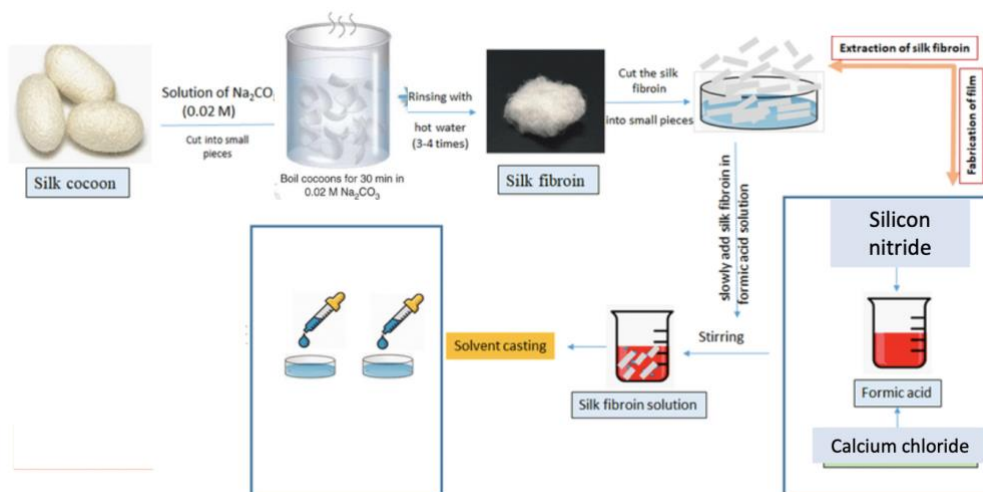 Silk cocoon
Solution of Na₂CO
(0.02 M)
Cut into small
pieces
Boil cocoons for 30 min in
0.02 M Na₂CO₃
Rinsing with
hot water
(3-4 times)
Silk fibroin
Cut the silk
fibroin
into small pieces
Extraction of silk fibroin
Fabrication of film
slowly add silk fibroin in
formic acid solution
Silicon
nitride
Formic acid
Calcium chloride
Stirring
Silk fibroin solution
Solvent casting